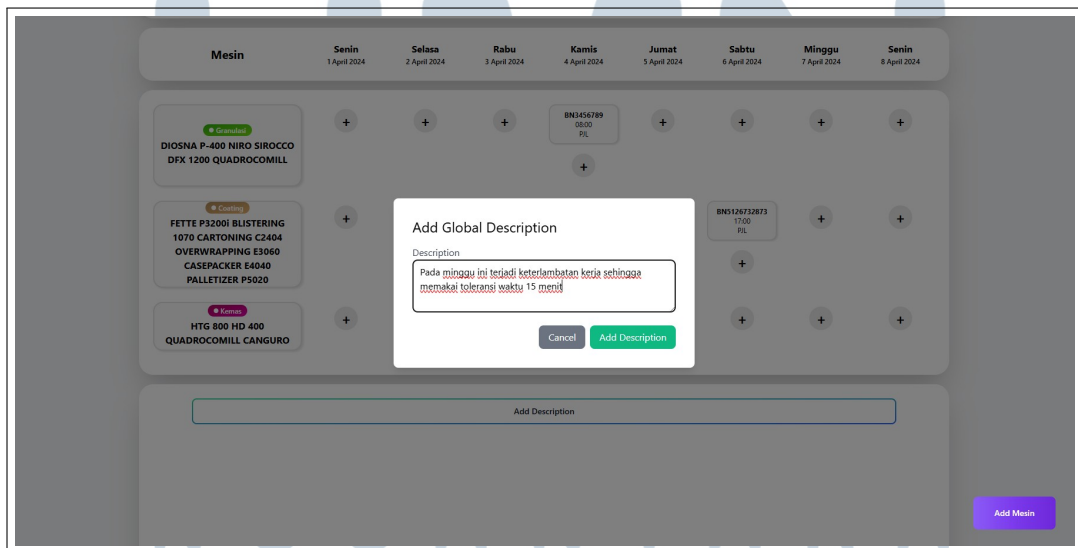 Mesin
Senin
1 April 2024
Selasa
2 April 2024
Rabu
3 April 2024
Kamis
4 April 2024
Jumat
5 April 2024
Sabtu
6 April 2024
Minggu
7 April 2024
Senin
8 April 2024
Granulasi
DIOSNA P-400 NIRO SIROCCO
DFX 1200 QUADROCOMILL
+
+
+
BN3456789
08:00
PJL
+
+
+
+
+
Coating
FETTE P3200i BLISTERING
1070 CARTONING C2404
OVERWRAPPING E3060
CASEPACKER E4040
PALLETIZER P5020
+
BN5126732873
17:00
PJL
+
+
+
Kemas
HTG 800 HD 400
QUADROCOMILL CANGURO
+
+
+
+
Add Global Description
Description
Pada minggu ini terjadi keterlambatan kerja sehingga
memakai toleransi waktu 15 menit
Cancel
Add Description
Add Description
Add Mesin